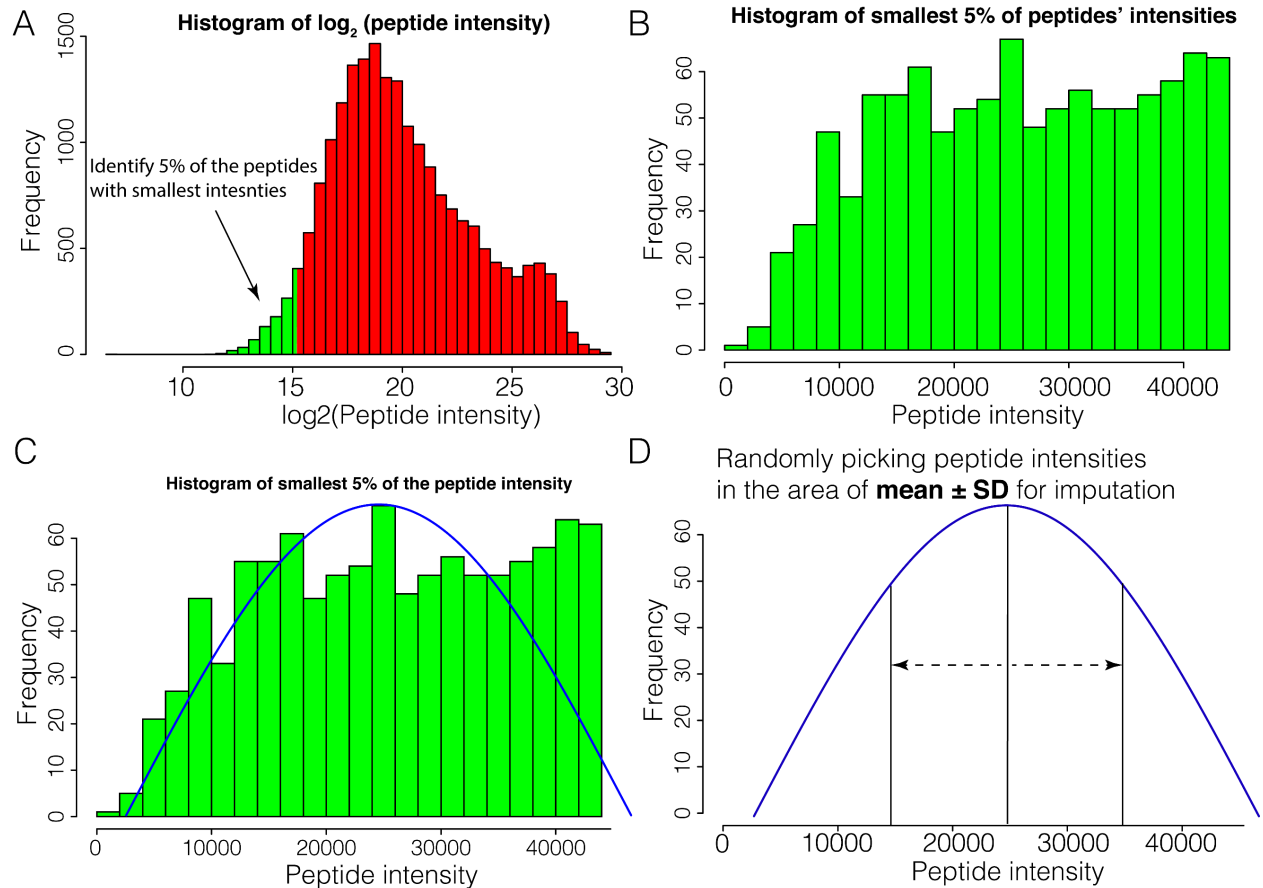 A
Histogram of log2 (peptide intensity)
Frequency
0
500
1000
1500
Identify 5% of the peptides
with smallest intesnties
10 15 20 25 30
log2(Peptide intensity)
B
Histogram of smallest 5% of peptides’ intensities
Frequency
0
10
20
30
40
50
60
0 10000 20000 30000 40000
Peptide intensity
C
Histogram of smallest 5% of the peptide intensity
Frequency
0
10
20
30
40
50
60
0 10000 20000 30000 40000
Peptide intensity
D
Randomly picking peptide intensities
in the area of mean ± SD for imputation
Frequency
0
10
20
30
40
50
60
0 10000 20000 30000 40000
Peptide intensity